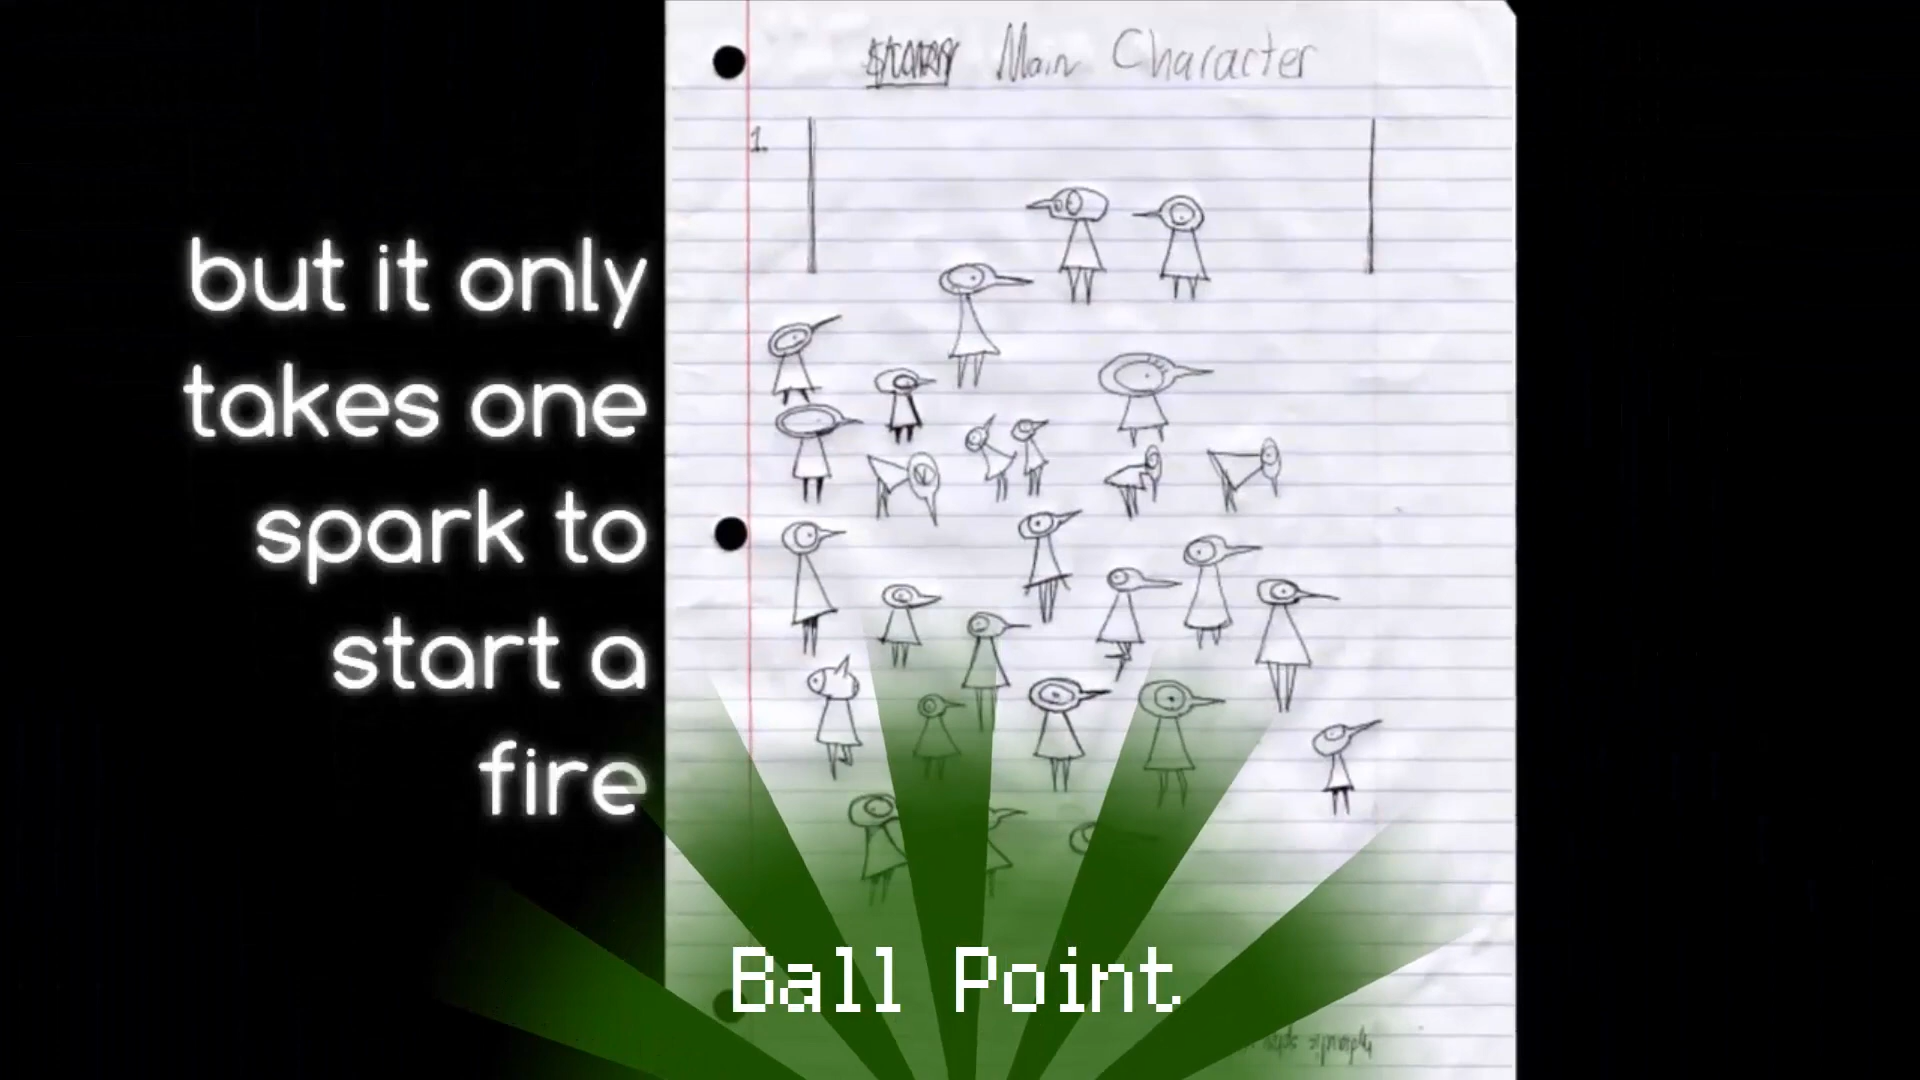 Main Character
1.
but it only
takes one
spark to
start a
fire
Ball Point